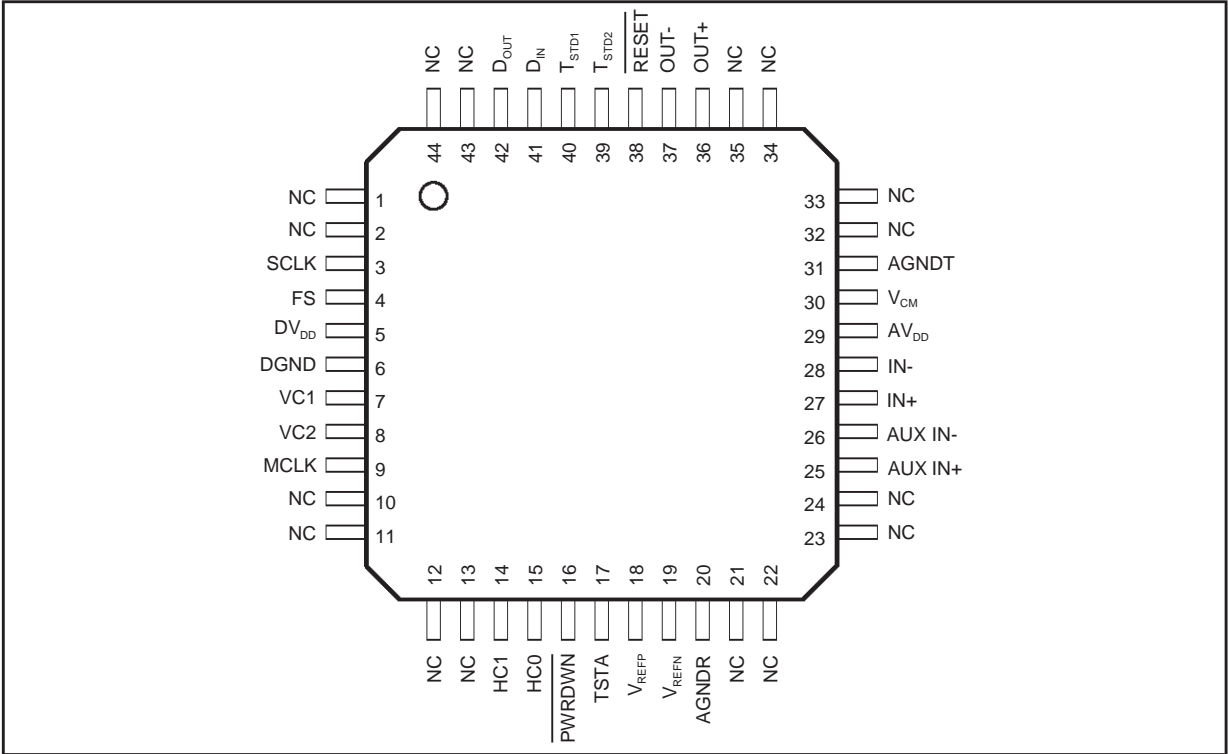 NC NC DOUT DIN TSTD1 TSTD2 RESET OUT- OUT+ NC NC
44 43 42 41 40 39 38 37 36 35 34
NC 1 33 NC
NC 2 32 NC
SCLK 3 31 AGNDT
FS 4 30 VCM
DVDD 5 29 AVDD
DGND 6 28 IN-
VC1 7 27 IN+
VC2 8 26 AUX IN-
MCLK 9 25 AUX IN+
NC 10 24 NC
NC 11 23 NC
12 13 14 15 16 17 18 19 20 21 22
NC NC HC1 HC0 PWRDWN TSTA VREFP VREFN AGNDR NC NC